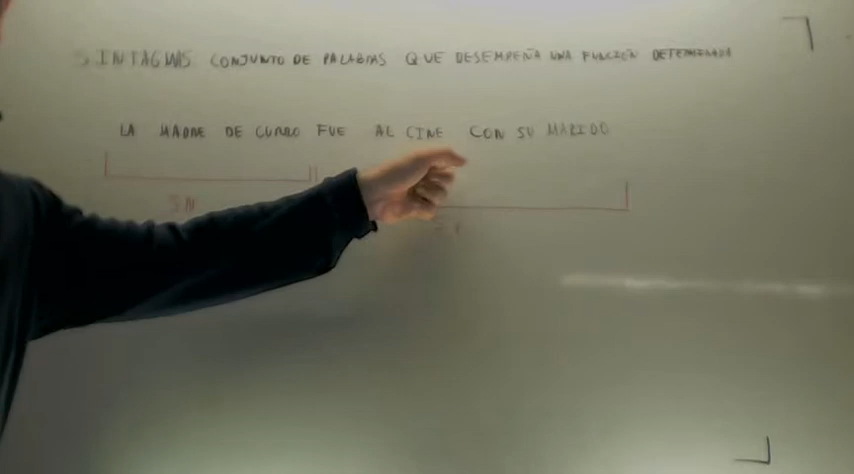 SINTAGMAS CONJUNTO DE PALABRAS QUE DESEMPEÑA UNA FUNCIÓN DETERMINADA
LA MADRE DE CURRO FUE AL CINE CON SU MARIDO
SN